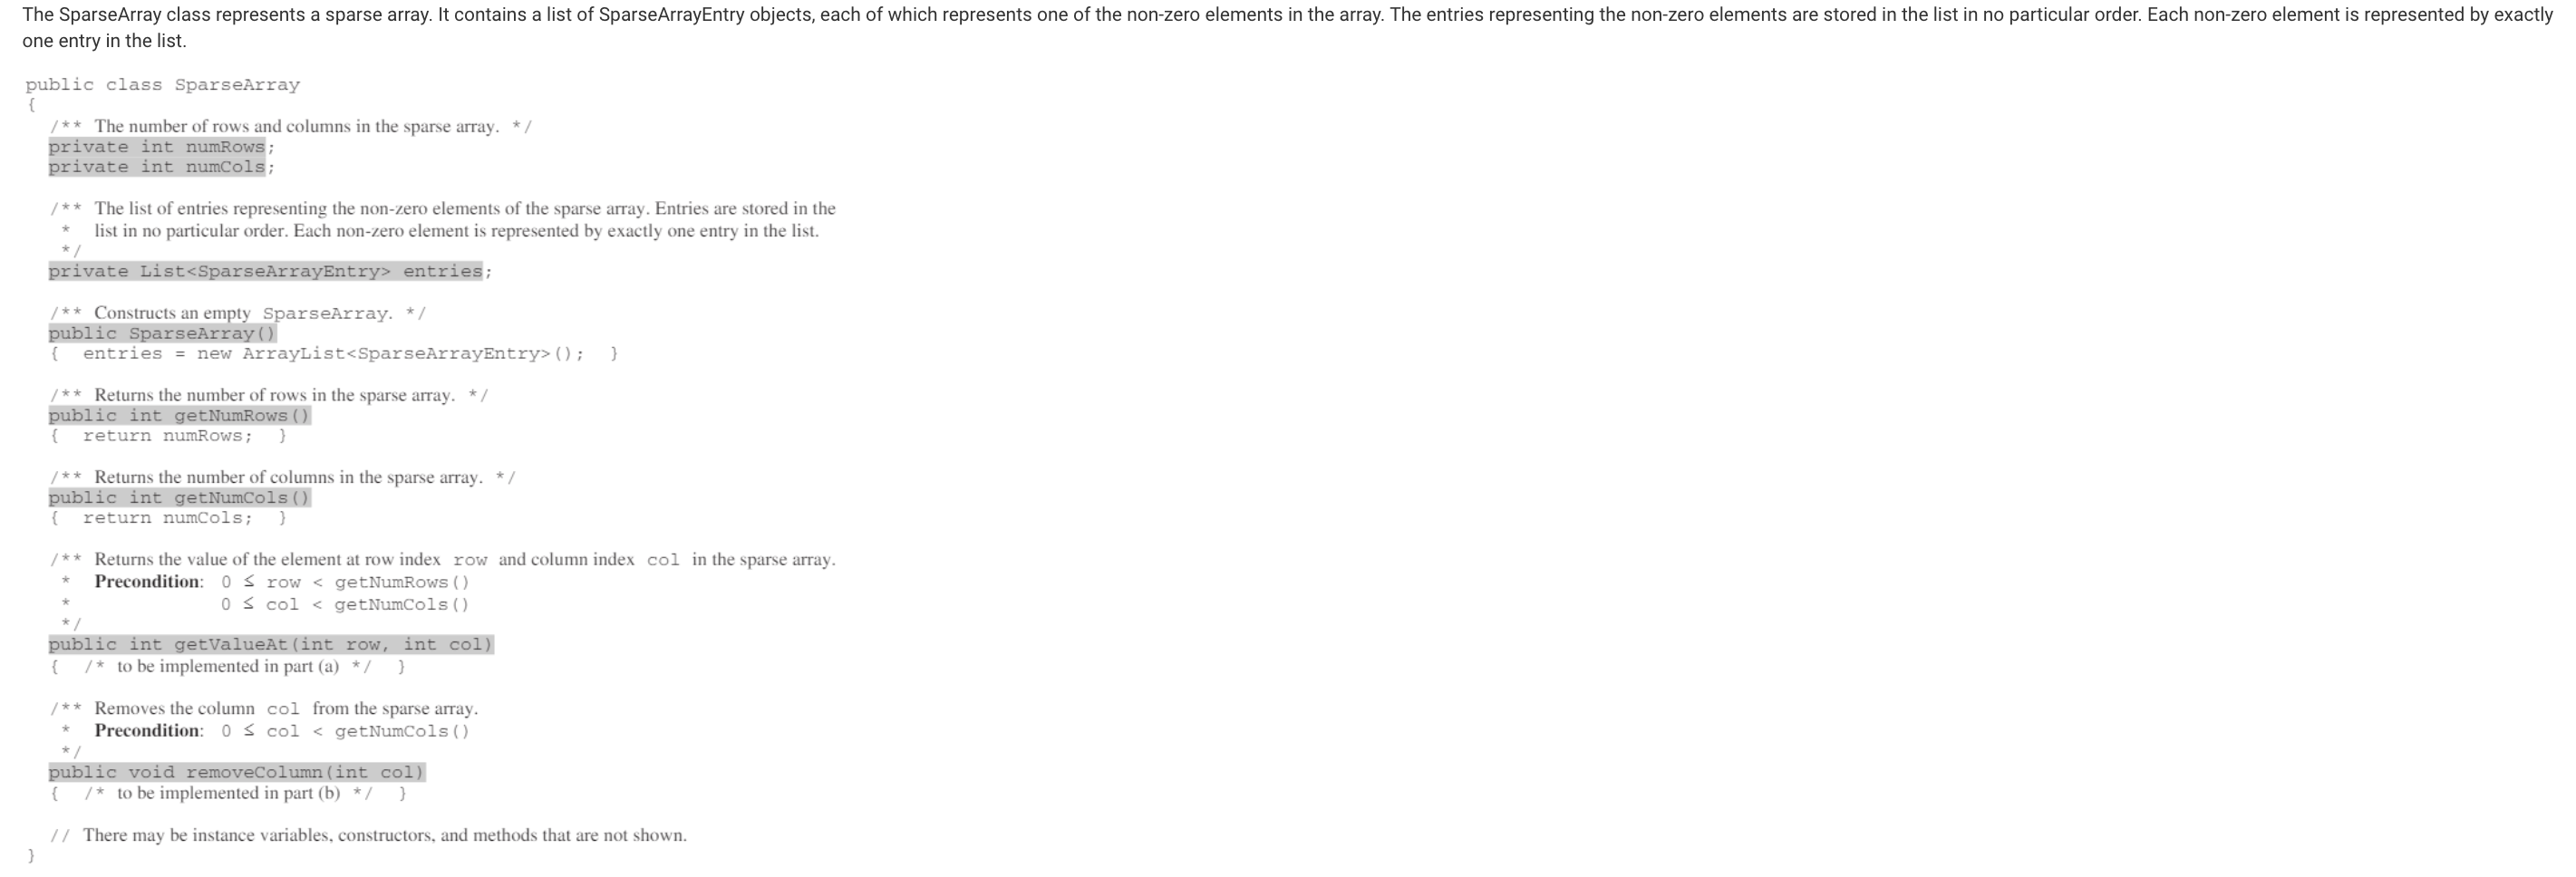 The SparseArray class represents a sparse array. It contains a list of SparseArrayEntry objects, each of which represents one of the non-zero elements in the array. The entries representing the non-zero elements are stored in the list in no particular order. Each non-zero element is represented by exactly
one entry in the list.
public class SparseArray
{
/** The number of rows and columns in the sparse array. */
private int numRows;
private int numCols;
/** The list of entries representing the non-zero elements of the sparse array. Entries are stored in the
* list in no particular order. Each non-zero element is represented by exactly one entry in the list.
*/
private List<SparseArrayEntry> entries;
/** Constructs an empty SparseArray. */
public SparseArray()
{ entries = new ArrayList<SparseArrayEntry>(); }
/** Returns the number of rows in the sparse array. */
public int getNumRows()
{ return numRows; }
/** Returns the number of columns in the sparse array. */
public int getNumCols()
{ return numCols; }
/** Returns the value of the element at row index row and column index col in the sparse array.
* Precondition: 0 ≤ row < getNumRows()
* 0 ≤ col < getNumCols()
*/
public int getValueAt(int row, int col)
{ /* to be implemented in part (a) */ }
/** Removes the column col from the sparse array.
* Precondition: 0 ≤ col < getNumCols()
*/
public void removeColumn(int col)
{ /* to be implemented in part (b) */ }
// There may be instance variables, constructors, and methods that are not shown.
}